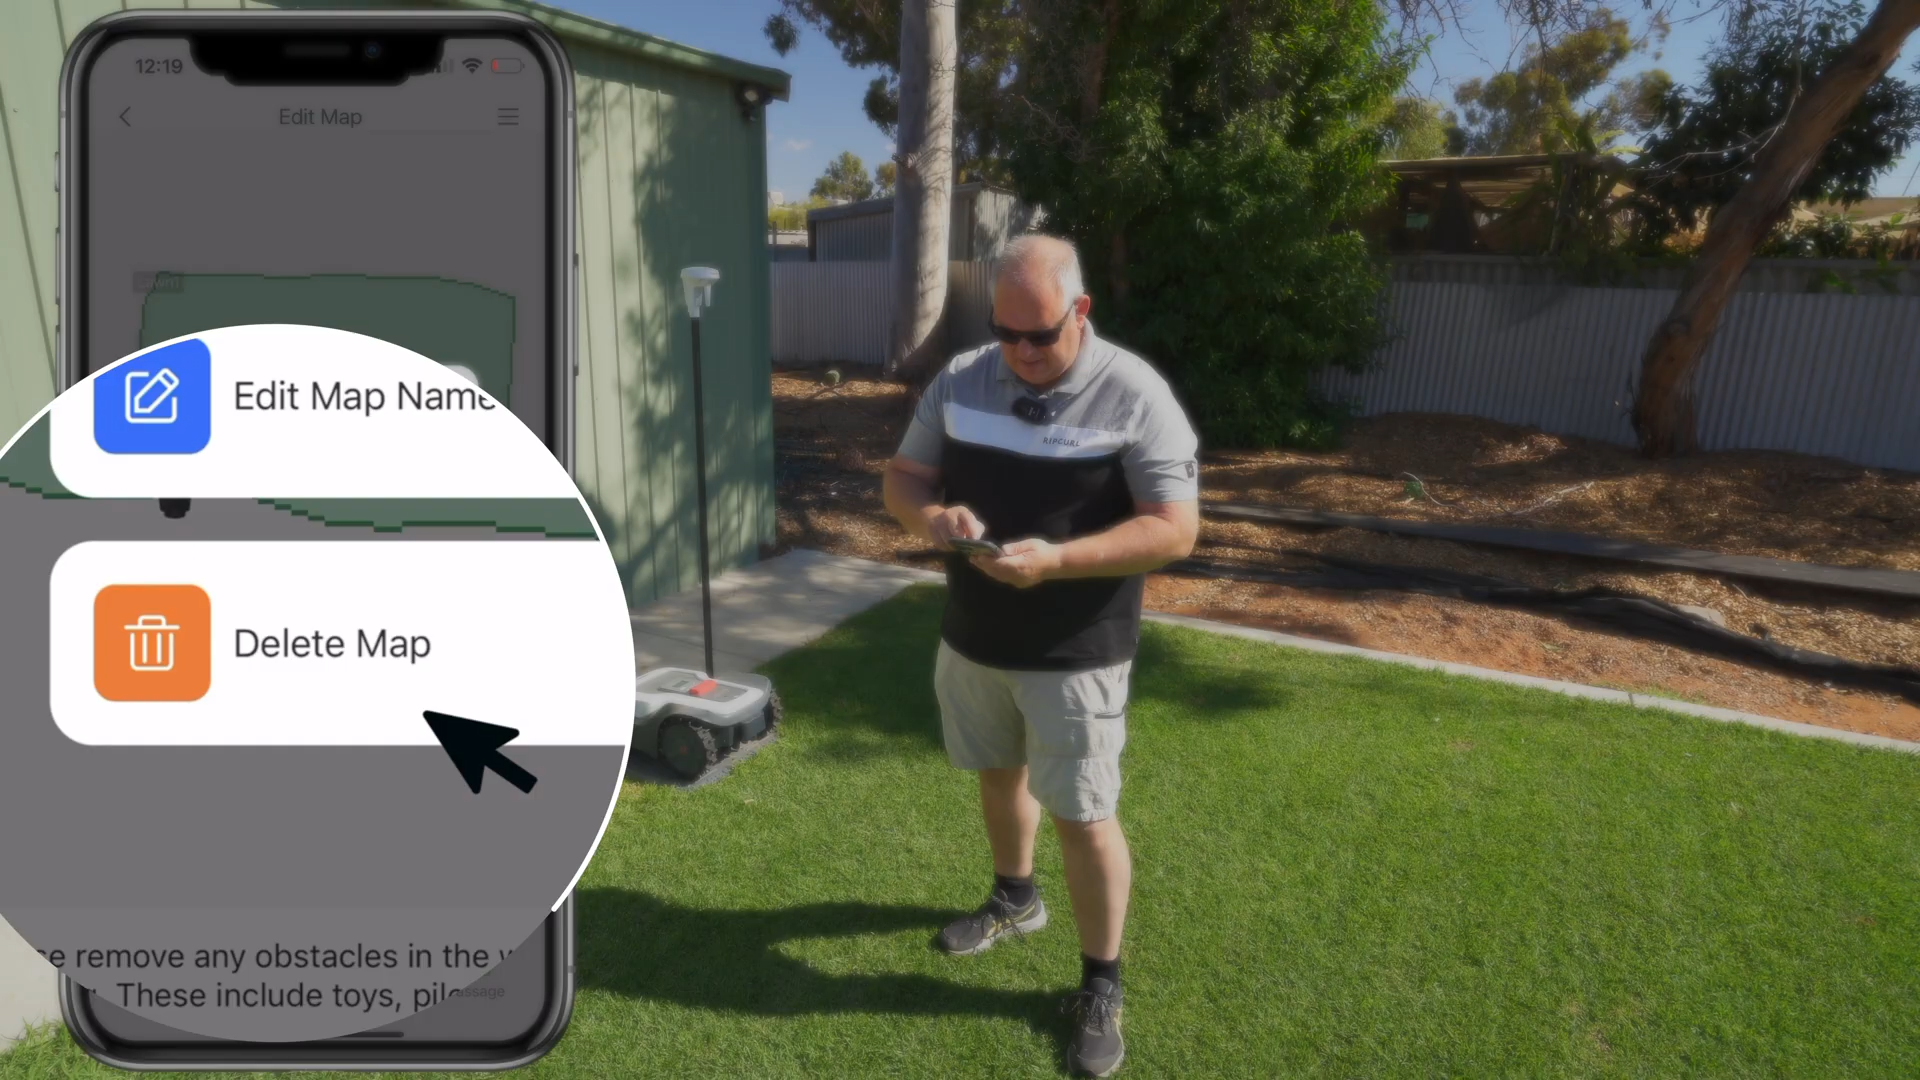 12:19
Edit Map
Edit Map Name
Delete Map
remove any obstacles in the
These include toys,
RIPCURL